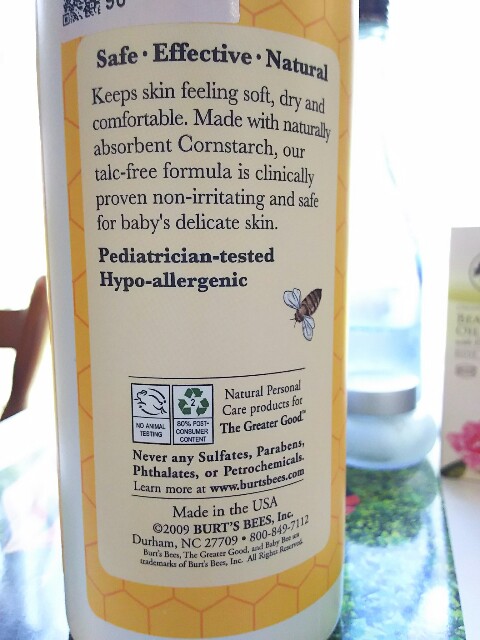 90
Safe · Effective · Natural
Keeps skin feeling soft, dry and
comfortable. Made with naturally
absorbent Cornstarch, our
talc-free formula is clinically
proven non-irritating and safe
for baby's delicate skin.
Pediatrician-tested
Hypo-allergenic
NO ANIMAL
TESTING
2
80% POST-
CONSUMER
CONTENT
Natural Personal
Care products for
The Greater Good™
Never any Sulfates, Parabens,
Phthalates, or Petrochemicals.
Learn more at www.burtsbees.com
Made in the USA
©2009 BURT'S BEES, Inc.
Durham, NC 27709 • 800-849-7112
Burt's Bees, The Greater Good, and Baby Bee are
trademarks of Burt's Bees, Inc. All Rights Reserved.